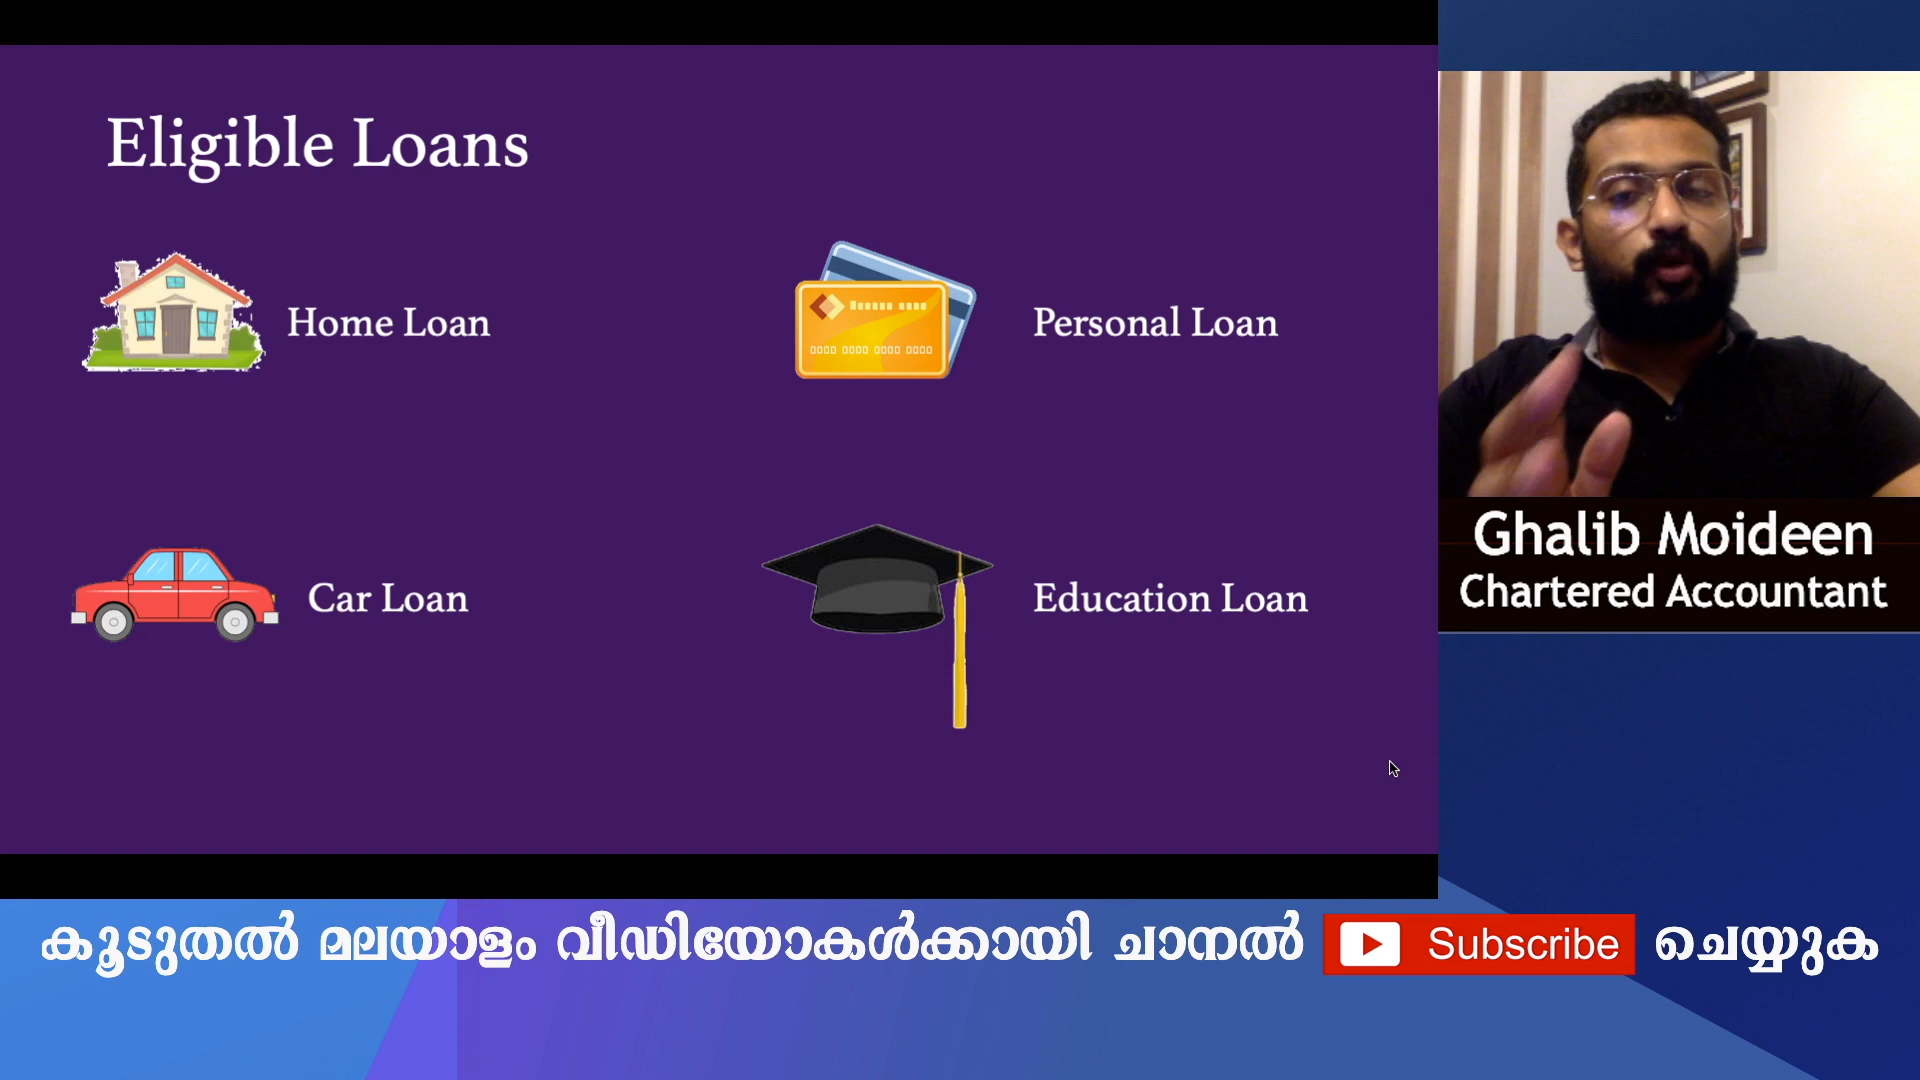 Eligible Loans
Home Loan
Personal Loan
Car Loan
Education Loan
Ghalib Moideen
Chartered Accountant
കൂടുതൽ മലയാളം വീഡിയോകൾക്കായി ചാനൽ Subscribe ചെയ്യുക